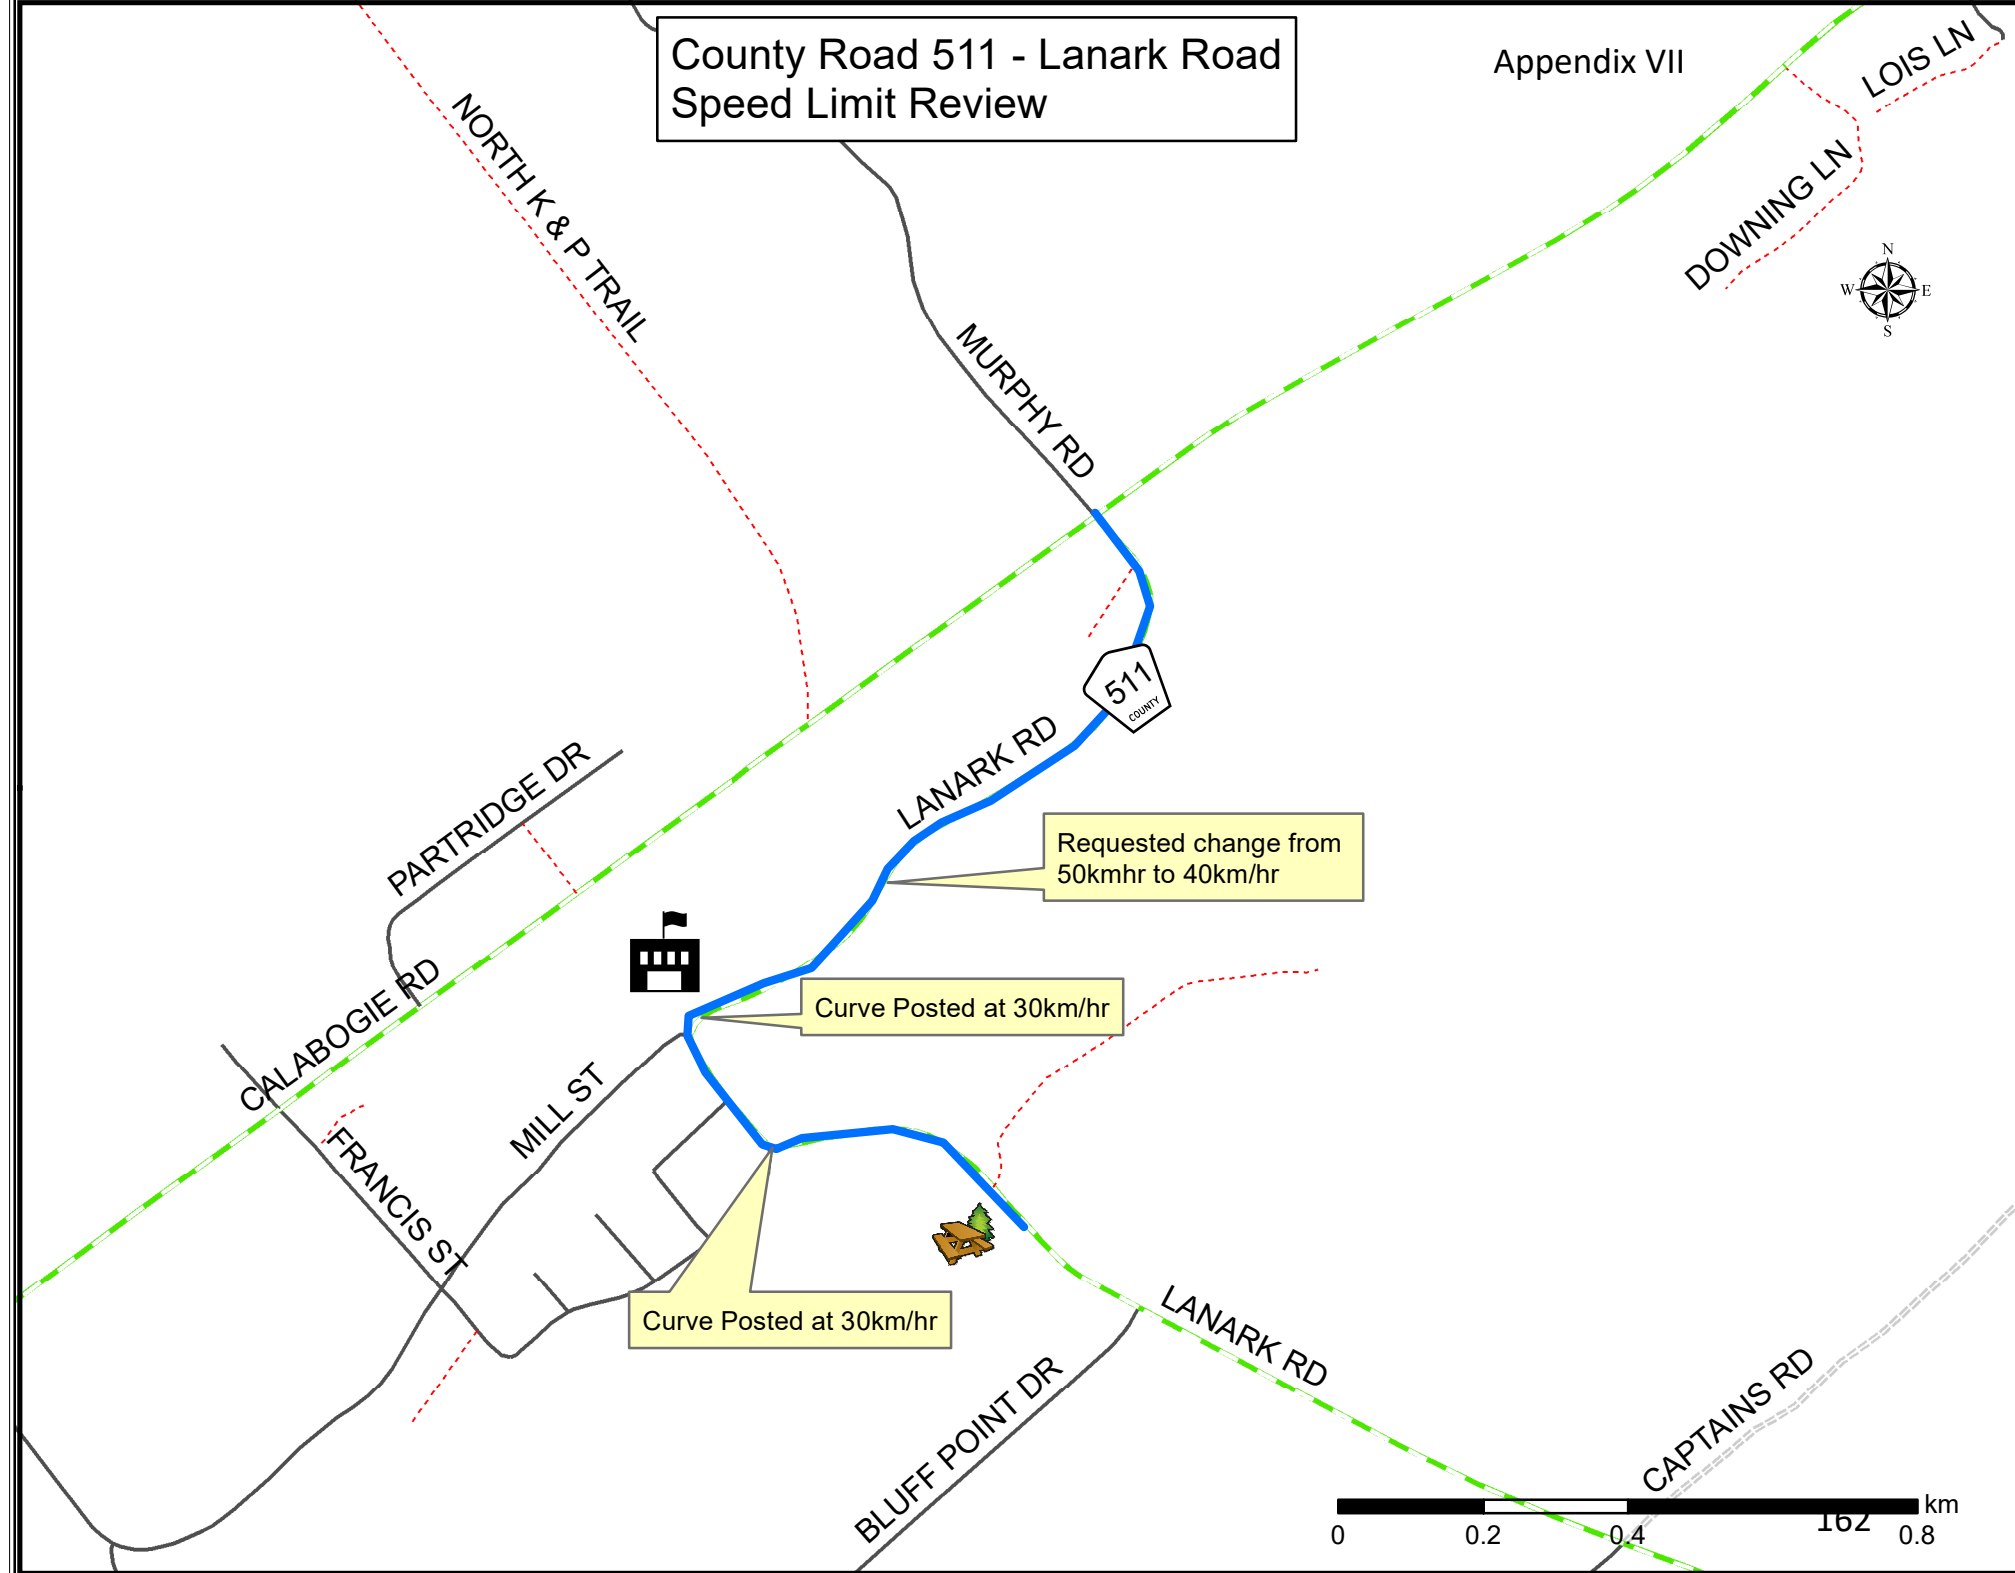 County Road 511 - Lanark Road
Speed Limit Review
Appendix VII
LOIS LN
NORTH K & P TRAIL
DOWNING LN
N
W
E
S
MURPHY RD
511
COUNTY
LANARK RD
PARTRIDGE DR
Requested change from
50kmhr to 40km/hr
CALABOGIE RD
Curve Posted at 30km/hr
MILL ST
FRANCIS ST
Curve Posted at 30km/hr
LANARK RD
BLUFF POINT DR
CAPTAINS RD
km
162
0
0.2
0.4
0.8